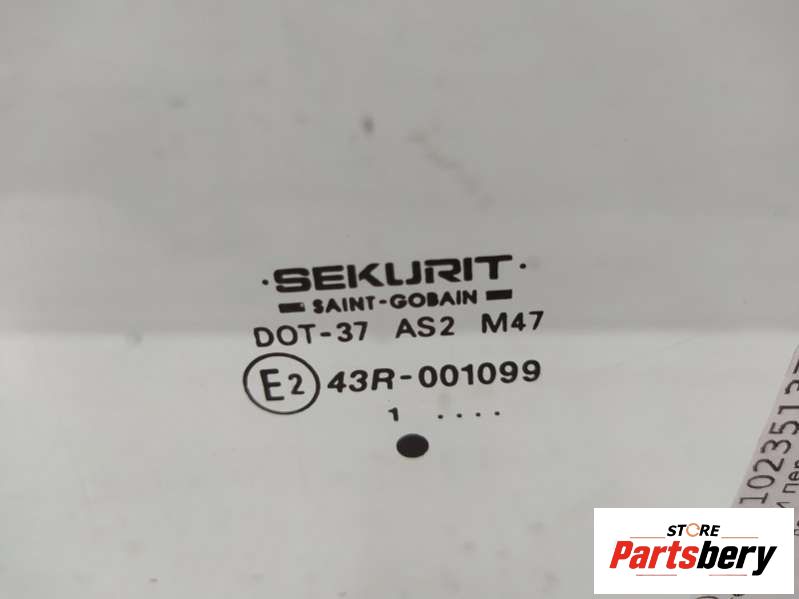 ·SEKURIT·
SAINT-GOBAIN
DOT-37 AS2 M47
E2 43R-001099
1 ....
STORE
Partsbery